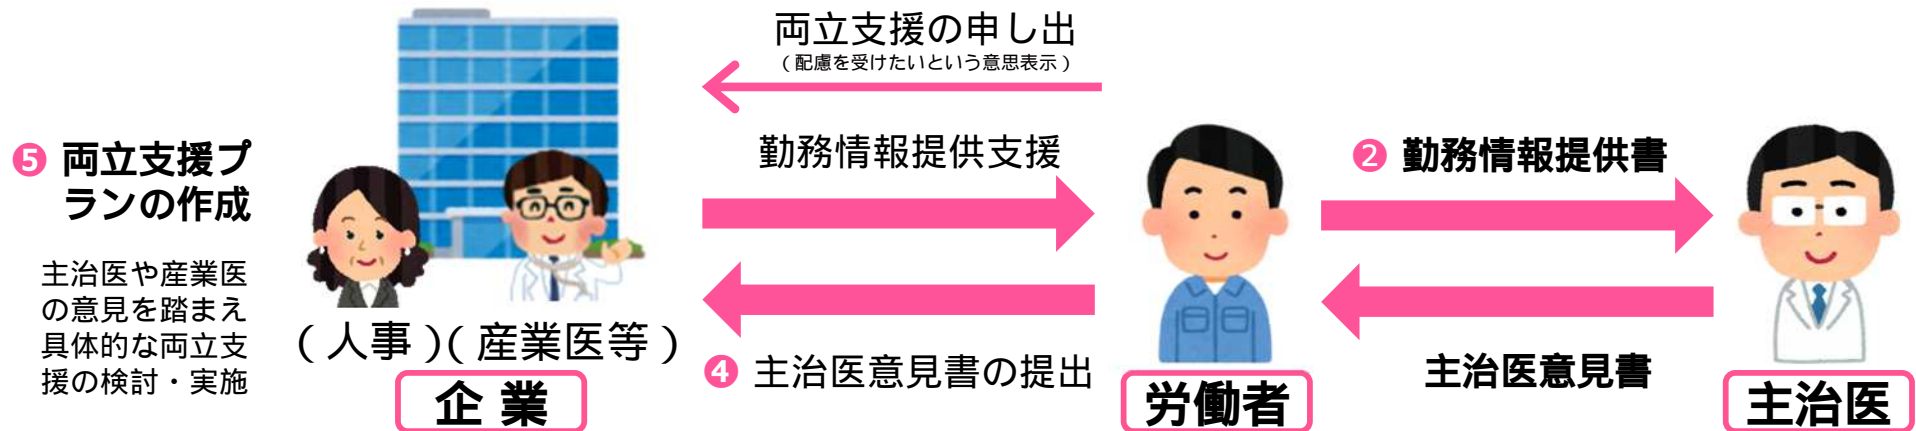 両立支援の申し出
(配慮を受けたいという意思表示)
勤務情報提供支援
❷ 勤務情報提供書
❺ 両立支援プ
ランの作成
主治医や産業医
の意見を踏まえ
具体的な両立支
援の検討・実施
(人事)(産業医等)
企業
❹ 主治医意見書の提出
労働者
主治医意見書
主治医